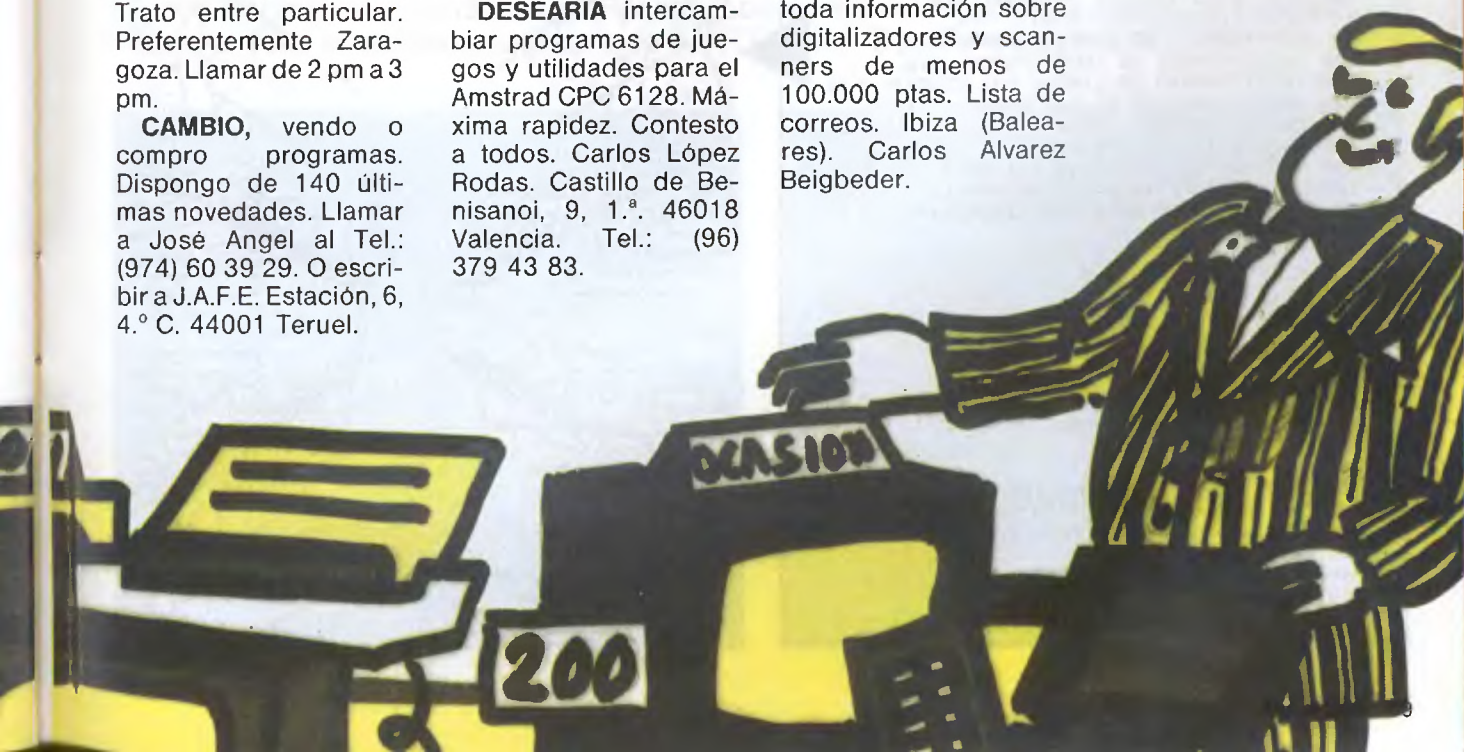 Trato entre particular.
Preferentemente Zara-
goza. Llamar de 2 pm a 3
pm.
CAMBIO, vendo o
compro programas.
Dispongo de 140 últi-
mas novedades. Llamar
a José Angel al Tel.:
(974) 60 39 29. O escri-
bir a J.A.F.E. Estación, 6,
4.º C. 44001 Teruel.
DESEARIA intercam-
biar programas de jue-
gos y utilidades para el
Amstrad CPC 6128. Má-
xima rapidez. Contesto
a todos. Carlos López
Rodas. Castillo de Be-
nisanoi, 9, 1.ª. 46018
Valencia. Tel.: (96)
379 43 83.
toda información sobre
digitalizadores y scan-
ners de menos de
100.000 ptas. Lista de
correos. Ibiza (Balea-
res). Carlos Alvarez
Beigbeder.
OCASION
200